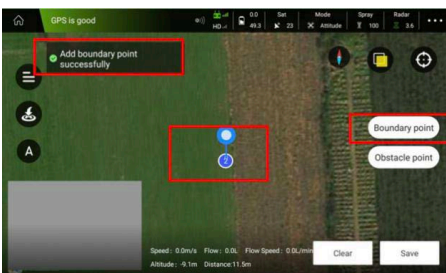 GPS is good
HD
0.0
49.3
Sat
23
Mode
Attitude
Spray
100
Radar
3.6
Add boundary point
successfully
A
2
Boundary point
Obstacle point
Speed: 0.0m/s Flow: 0.0L Flow Speed: 0.0L/min
Altitude: -9.1m Distance:11.5m
Clear
Save